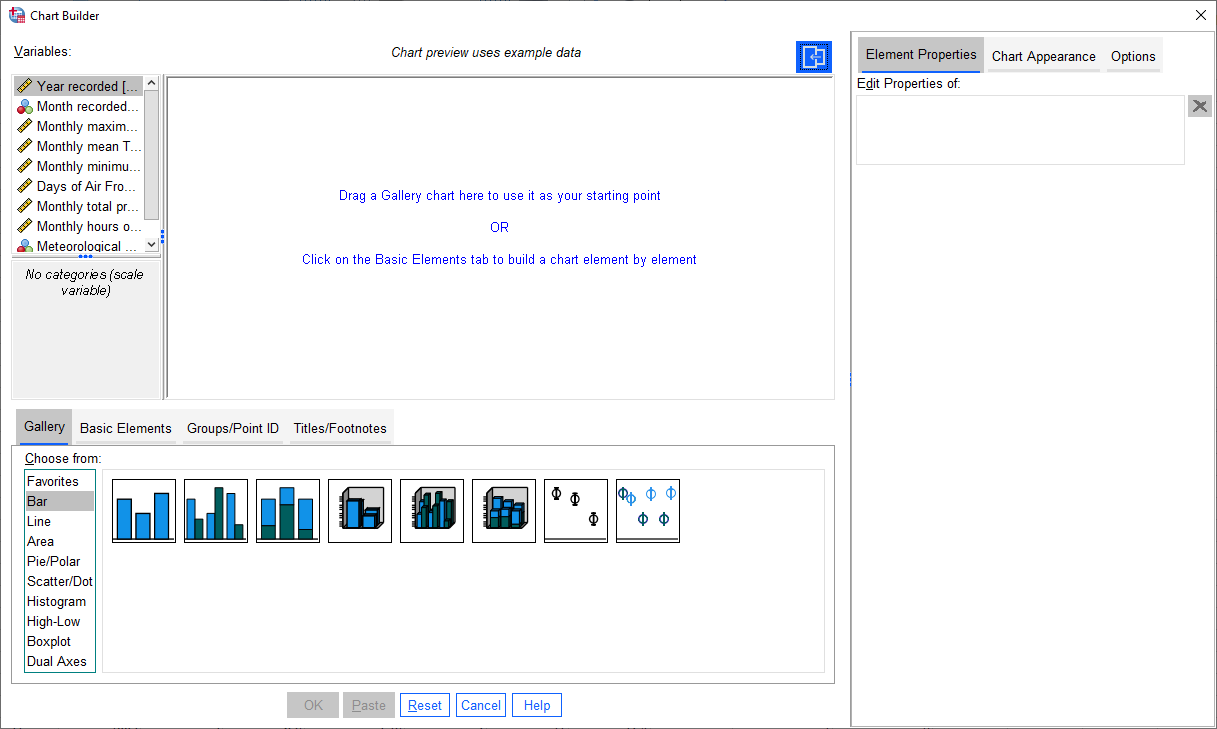 Chart Builder
Variables:
Chart preview uses example data
Year recorded [...
Month recorded...
Monthly maxim...
Monthly mean T...
Monthly minimu...
Days of Air Fro...
Monthly total pr...
Monthly hours o...
Meteorological ...
No categories (scale
variable)
Drag a Gallery chart here to use it as your starting point
OR
Click on the Basic Elements tab to build a chart element by element
Element Properties
Chart Appearance
Options
Edit Properties of:
Gallery
Basic Elements
Groups/Point ID
Titles/Footnotes
Choose from:
Favorites
Bar
Line
Area
Pie/Polar
Scatter/Dot
Histogram
High-Low
Boxplot
Dual Axes
OK
Paste
Reset
Cancel
Help